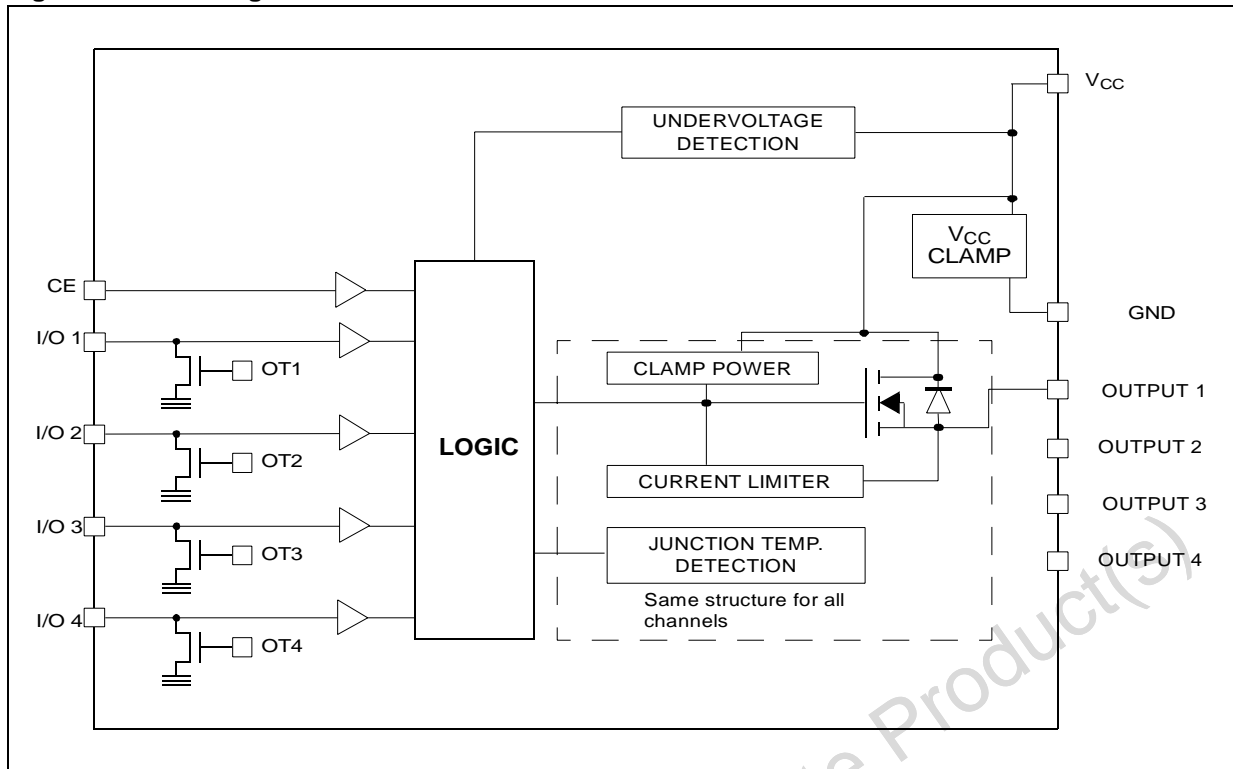 VCC
UNDERVOLTAGE
DETECTION
VCC
CLAMP
CE
I/O 1
GND
OT1
CLAMP POWER
OUTPUT 1
I/O 2
OT2
LOGIC
OUTPUT 2
CURRENT LIMITER
I/O 3
OT3
OUTPUT 3
JUNCTION TEMP.
DETECTION
OUTPUT 4
Same structure for all
channels
I/O 4
OT4
Product(s)